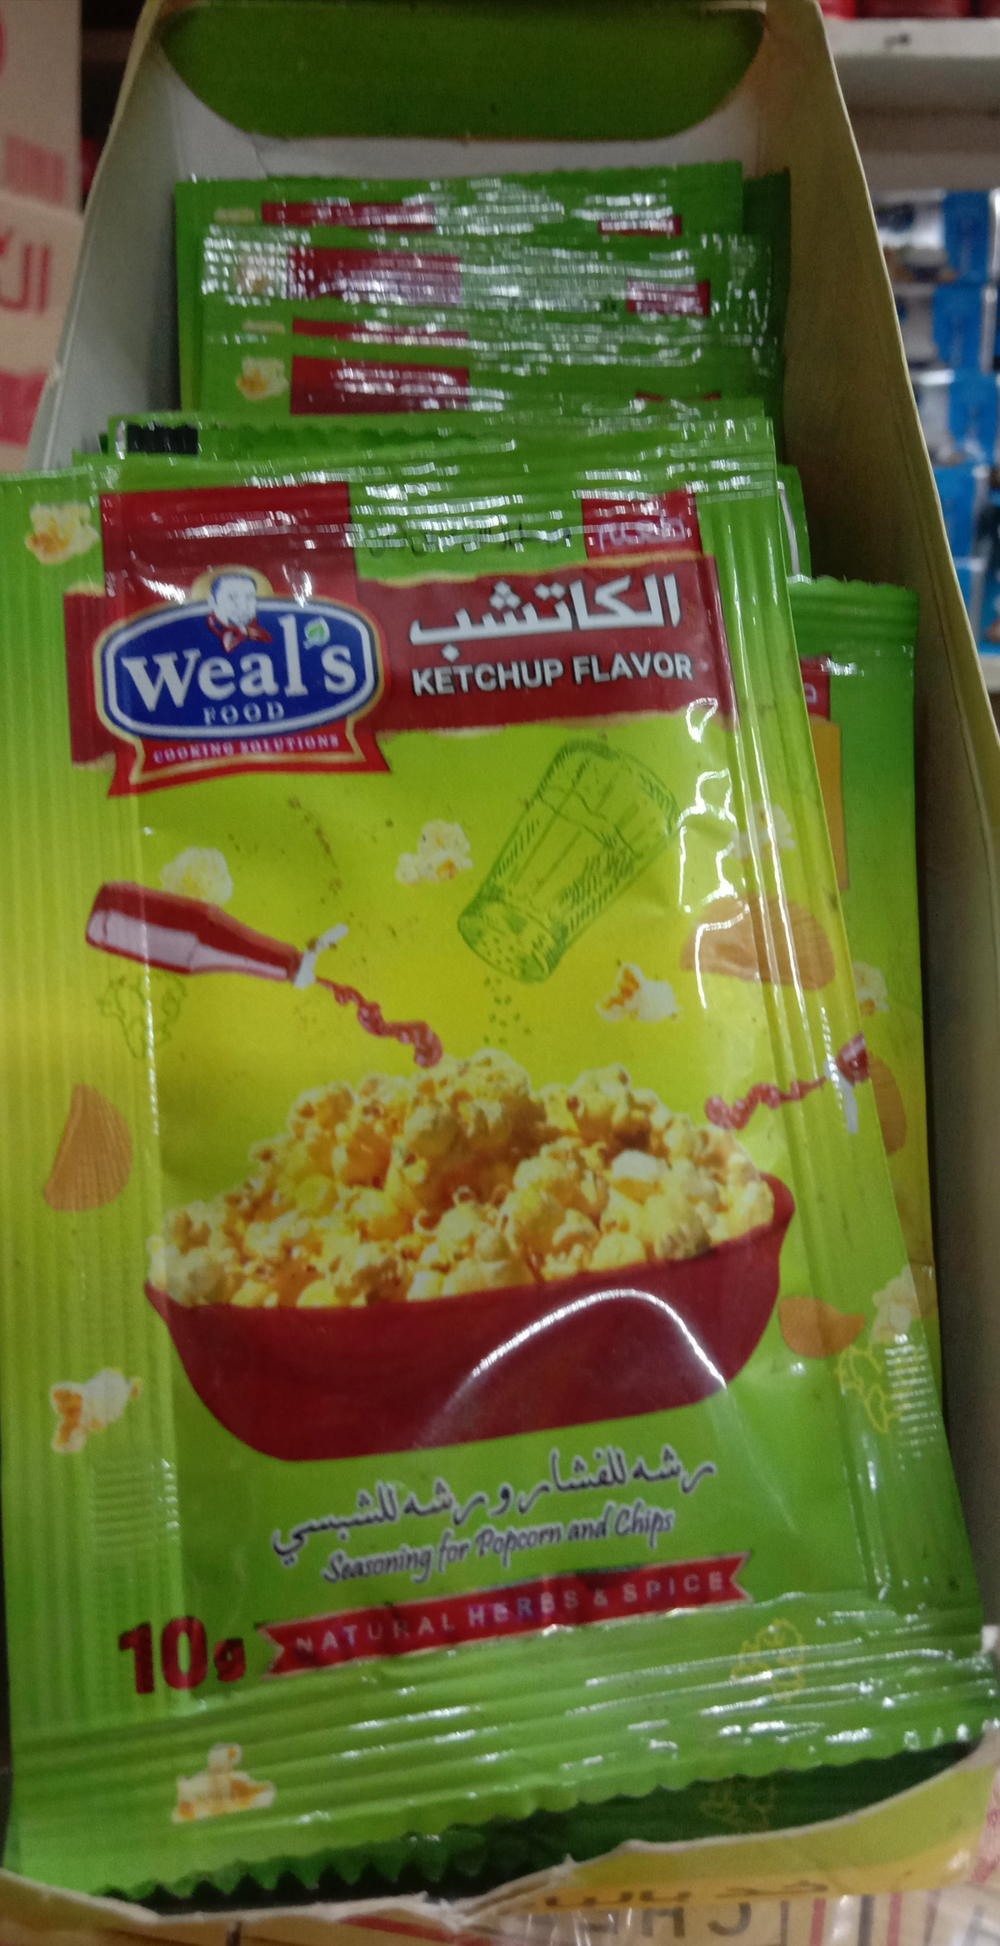 الكاتشب
KETCHUP FLAVOR
Weal's
FOOD
COOKING SOLUTIONS
رشه للفشار و رشه للشبسي
Seasoning for Popcorn and Chips
10g
NATURAL HERBS & SPICE